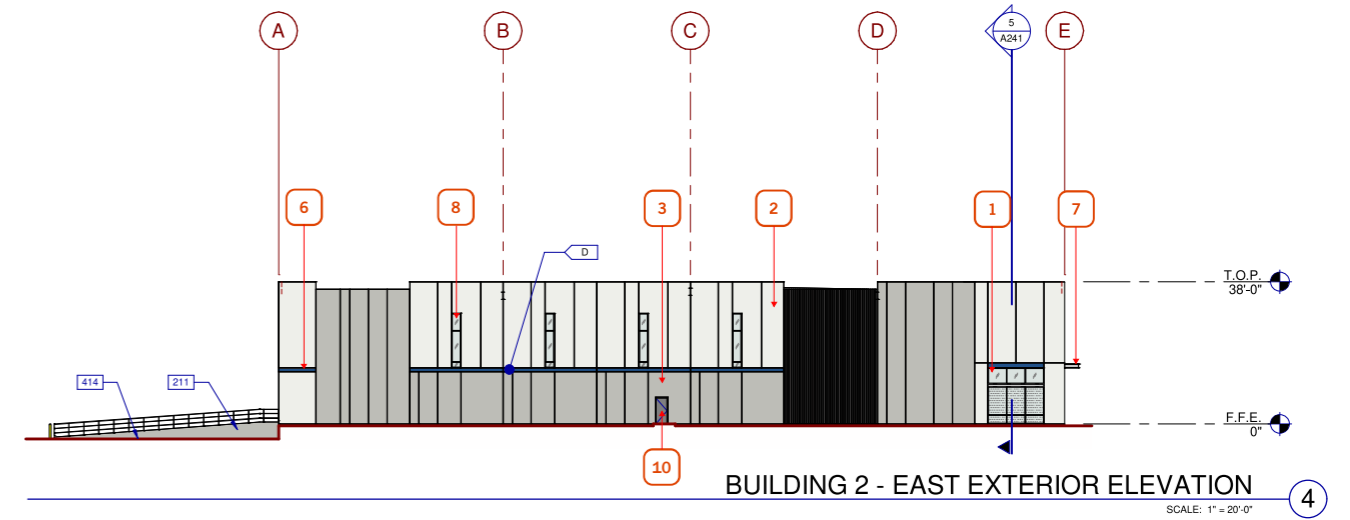 A B C D E
5
A241
6 8 3 2 1 7
D
T.O.P.
38'-0"
414 211
F.F.E.
0"
10
BUILDING 2 - EAST EXTERIOR ELEVATION
4
SCALE: 1" = 20'-0"